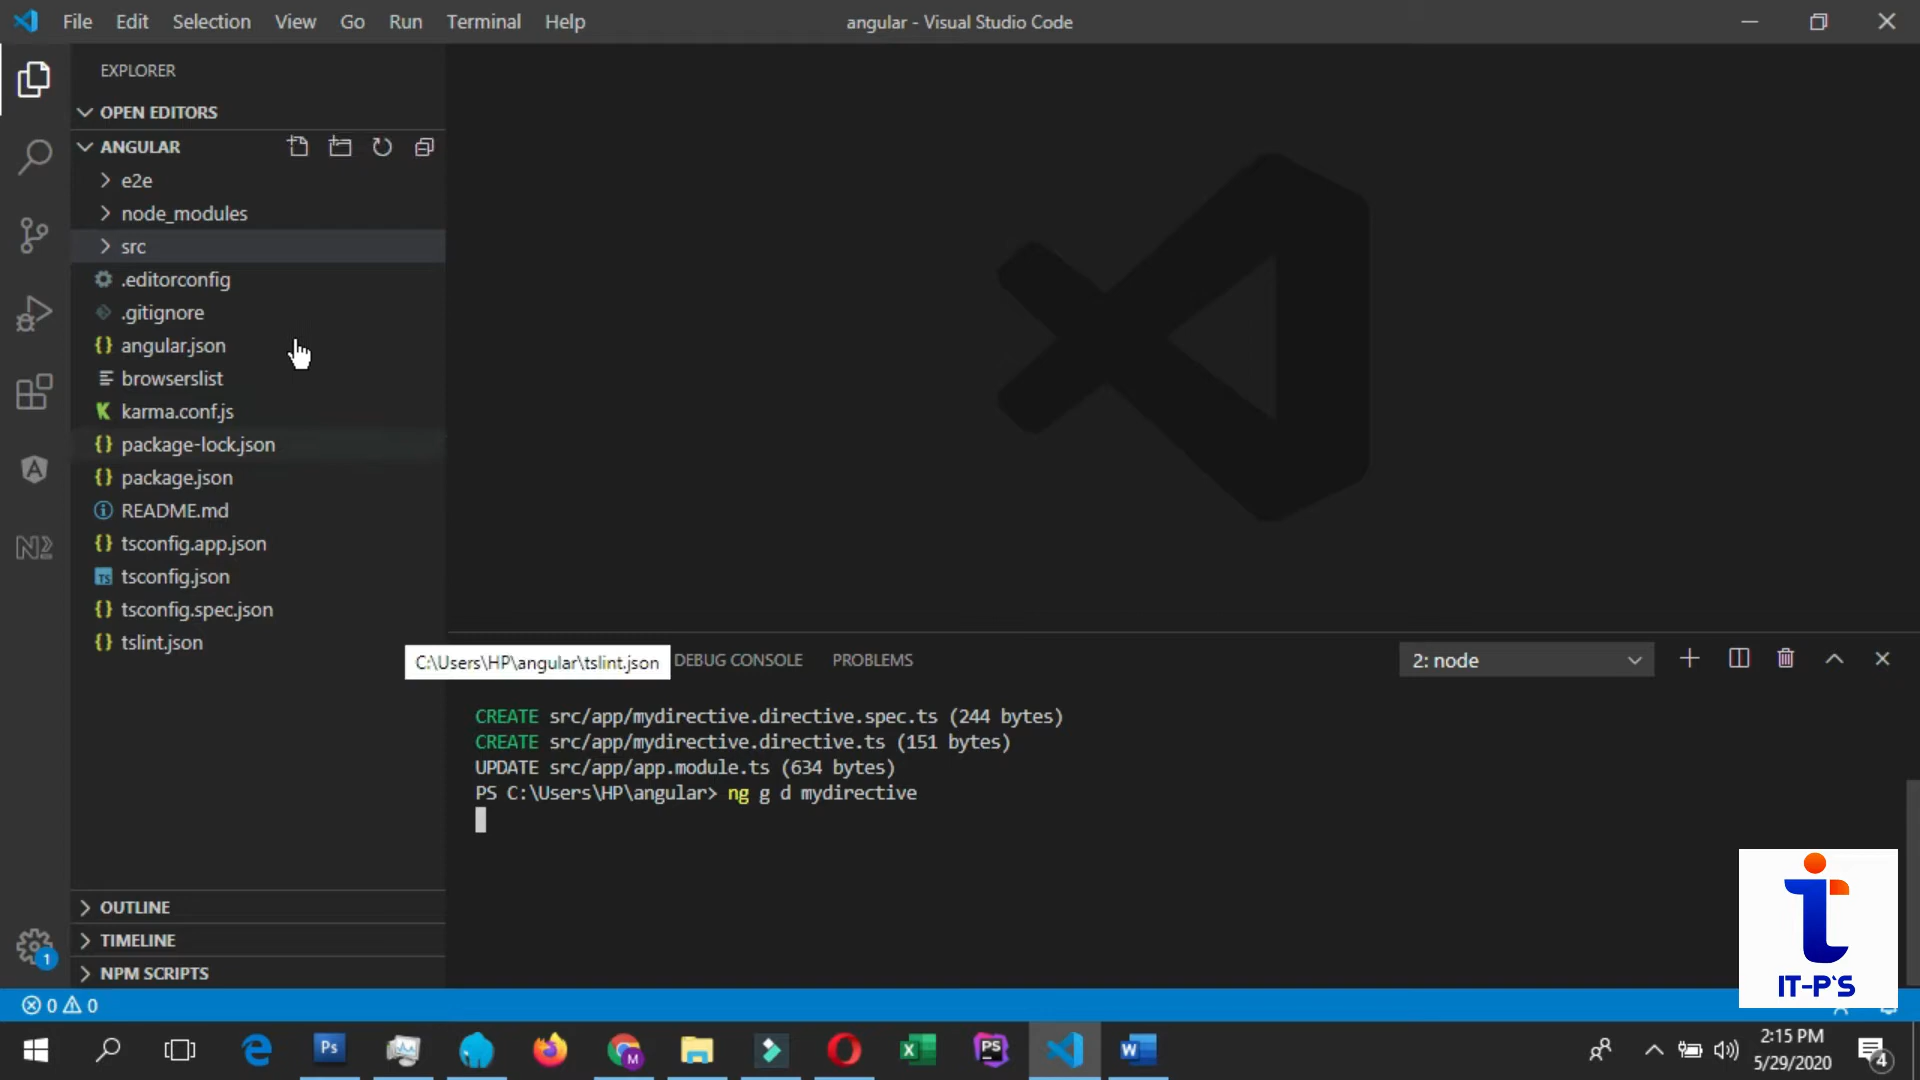 File Edit Selection View Go Run Terminal Help
angular - Visual Studio Code
EXPLORER
OPEN EDITORS
ANGULAR
e2e
node_modules
src
.editorconfig
.gitignore
angular.json
browserslist
karma.conf.js
package-lock.json
package.json
README.md
tsconfig.app.json
tsconfig.json
tsconfig.spec.json
tslint.json
C:\Users\HP\angular\tslint.json
DEBUG CONSOLE PROBLEMS
2: node
CREATE src/app/mydirective.directive.spec.ts (244 bytes)
CREATE src/app/mydirective.directive.ts (151 bytes)
UPDATE src/app/app.module.ts (634 bytes)
PS C:\Users\HP\angular> ng g d mydirective
OUTLINE
TIMELINE
NPM SCRIPTS
1
0 0
IT-P'S
2:15 PM
5/29/2020
4